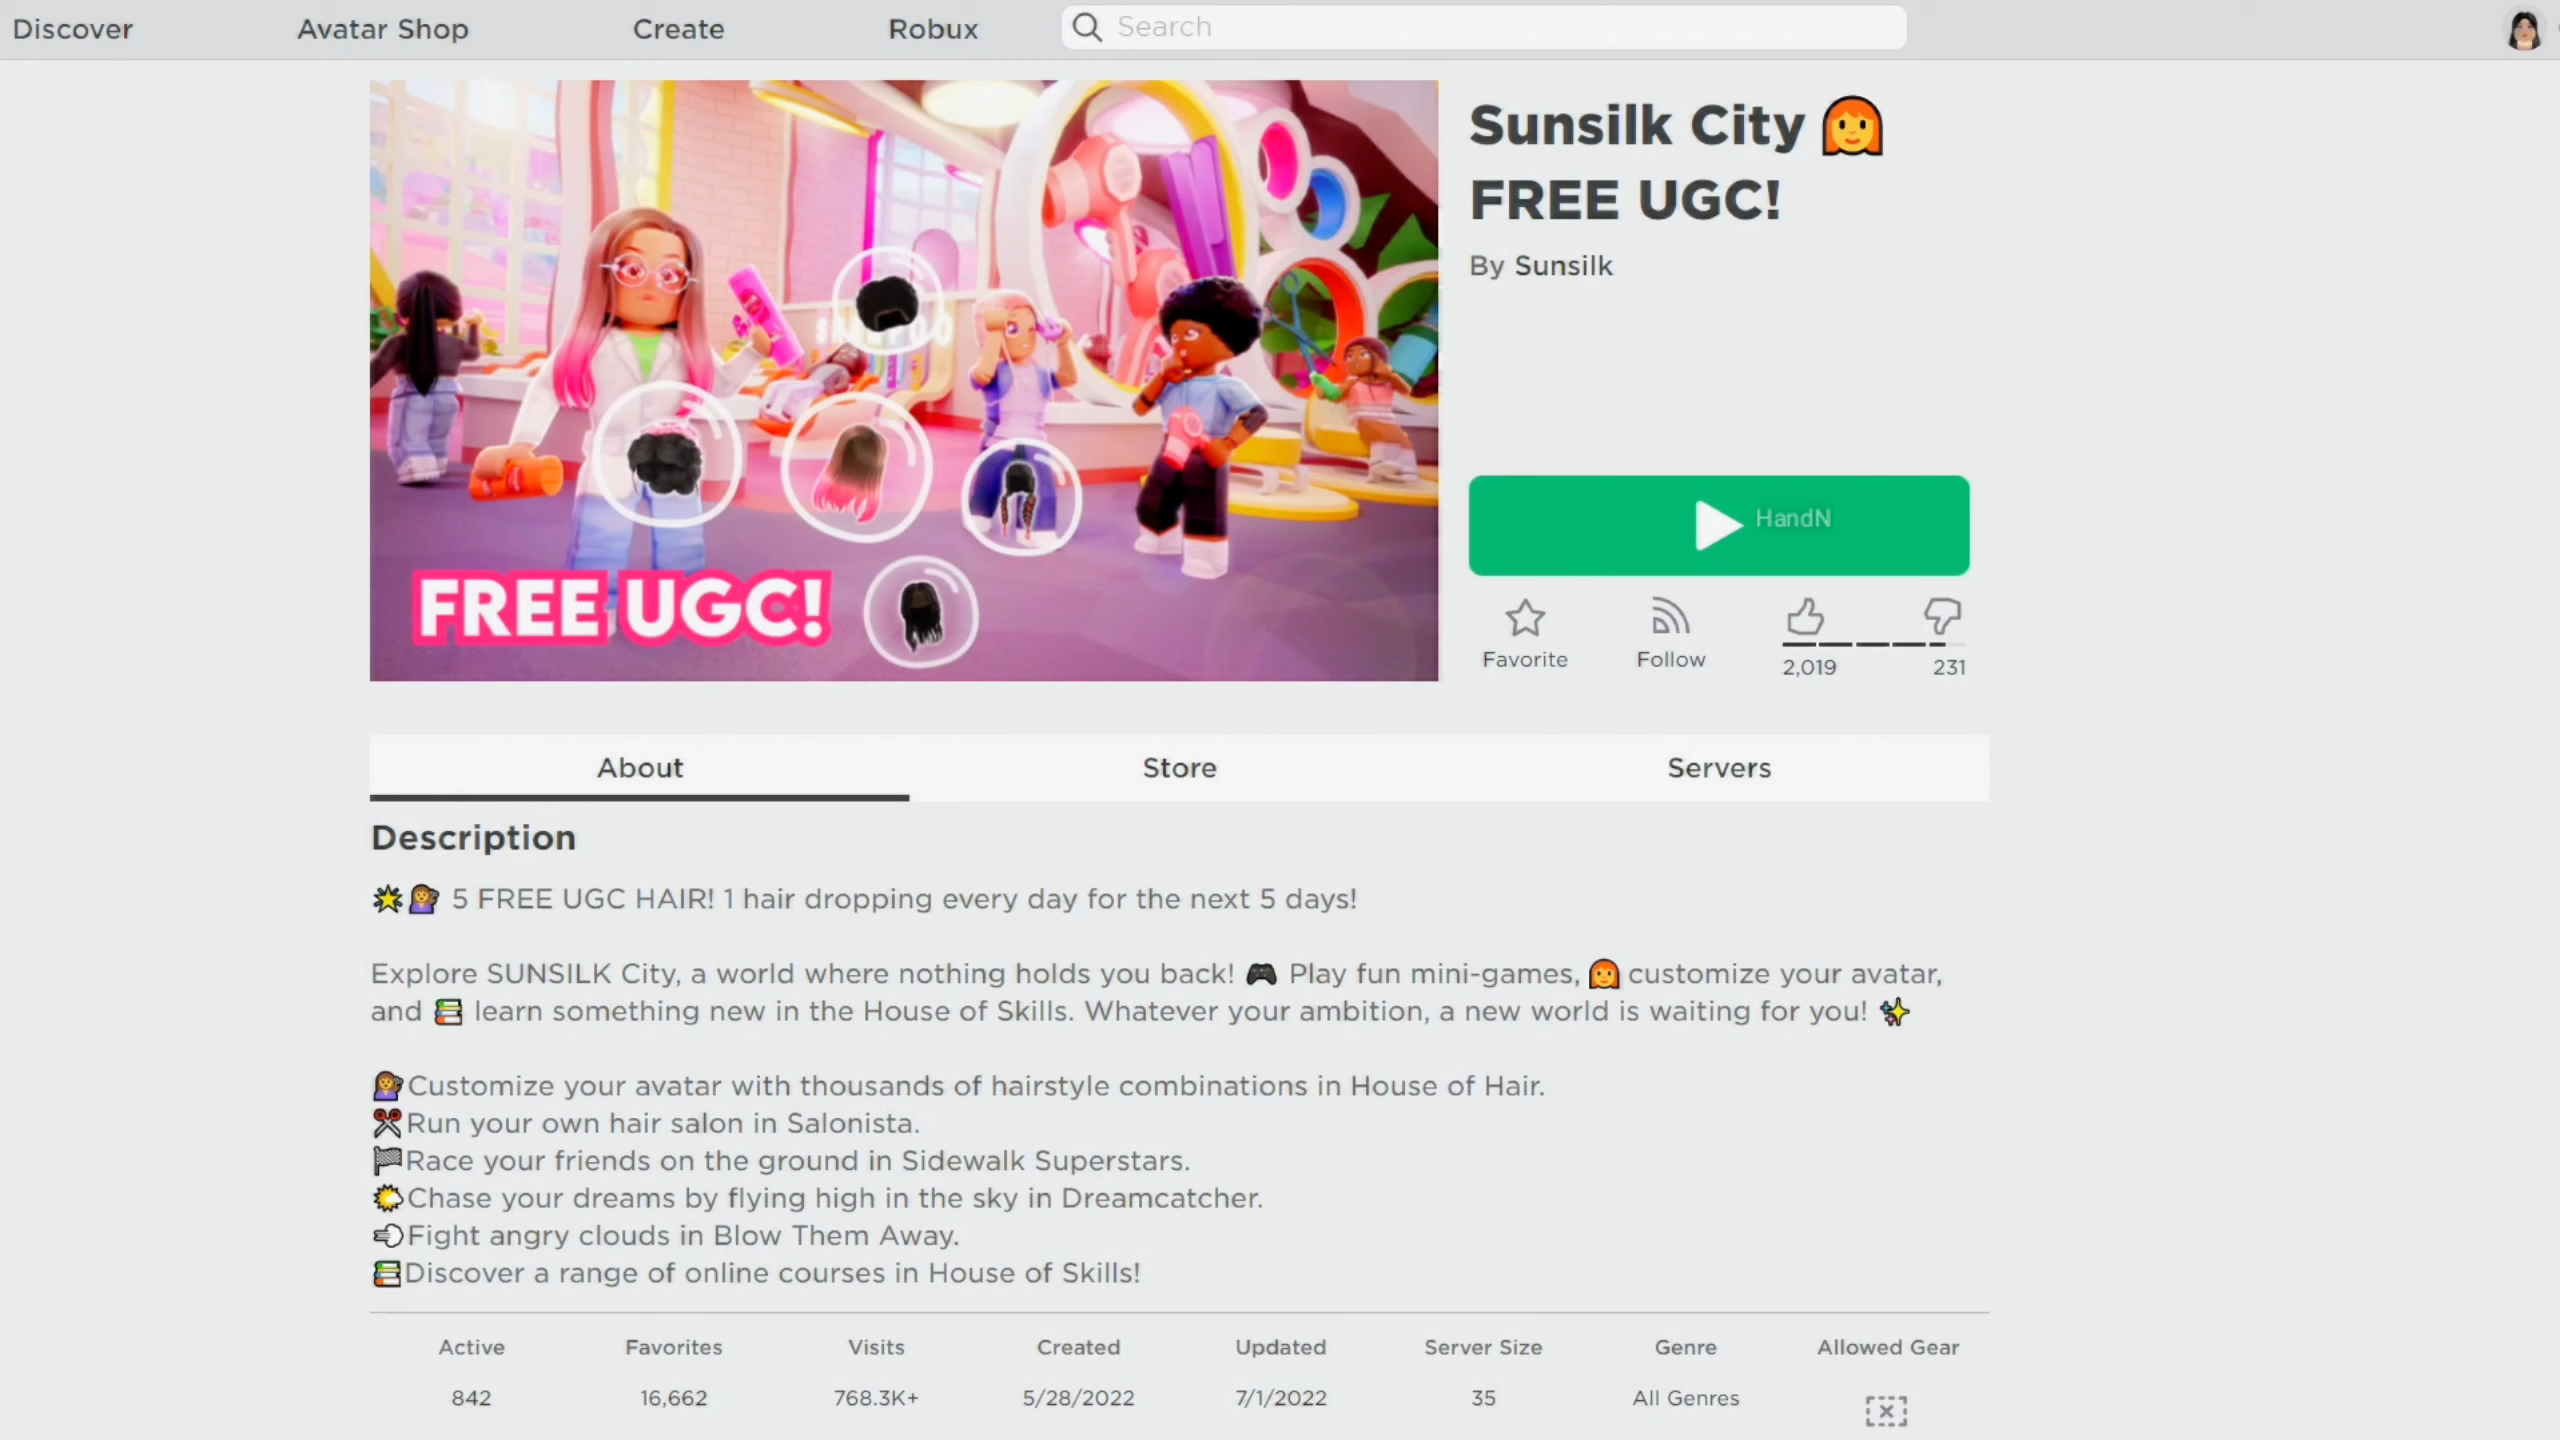 Discover
Avatar Shop
Create
Robux
Search
Sunsilk City
FREE UGC!
By Sunsilk
FREE UGC!
HandN
Favorite
Follow
2,019
231
About
Store
Servers
Description
5 FREE UGC HAIR! 1 hair dropping every day for the next 5 days!
Explore SUNSILK City, a world where nothing holds you back! 🎮 Play fun mini-games, 👩‍🦰 customize your avatar,
and 📚 learn something new in the House of Skills. Whatever your ambition, a new world is waiting for you! ✨
Customize your avatar with thousands of hairstyle combinations in House of Hair.
Run your own hair salon in Salonista.
Race your friends on the ground in Sidewalk Superstars.
Chase your dreams by flying high in the sky in Dreamcatcher.
Fight angry clouds in Blow Them Away.
Discover a range of online courses in House of Skills!
Active Favorites Visits Created Updated Server Size Genre Allowed Gear
842 16,662 768.3K+ 5/28/2022 7/1/2022 35 All Genres